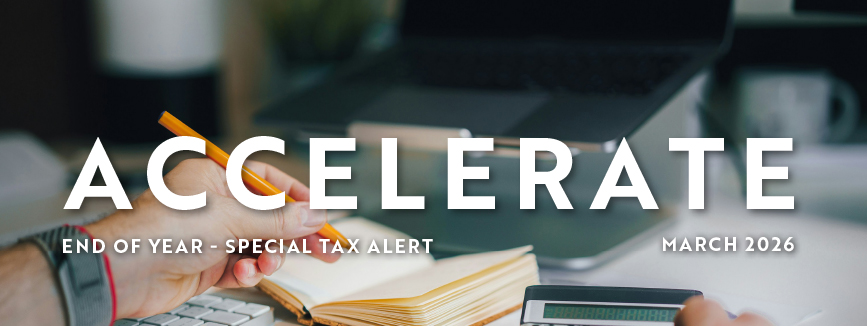 ACCELERATE
END OF YEAR - SPECIAL TAX ALERT
MARCH 2026